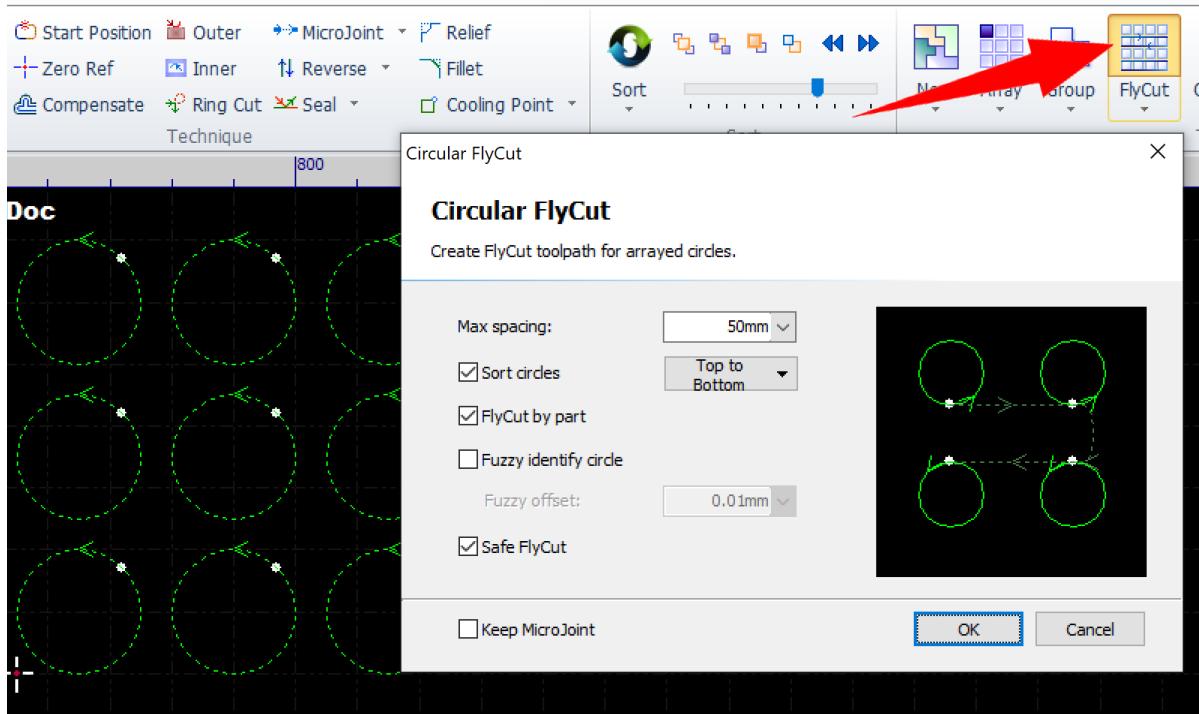 Start Position Outer MicroJoint Relief
Zero Ref Inner Reverse Fillet
Compensate Ring Cut Seal Cooling Point
Sort Group FlyCut
Technique
800
Doc
Circular FlyCut
Circular FlyCut
Create FlyCut toolpath for arrayed circles.
Max spacing: 50mm
Sort circles Top to
Bottom
FlyCut by part
Fuzzy identify circle
Fuzzy offset: 0.01mm
Safe FlyCut
Keep MicroJoint OK Cancel